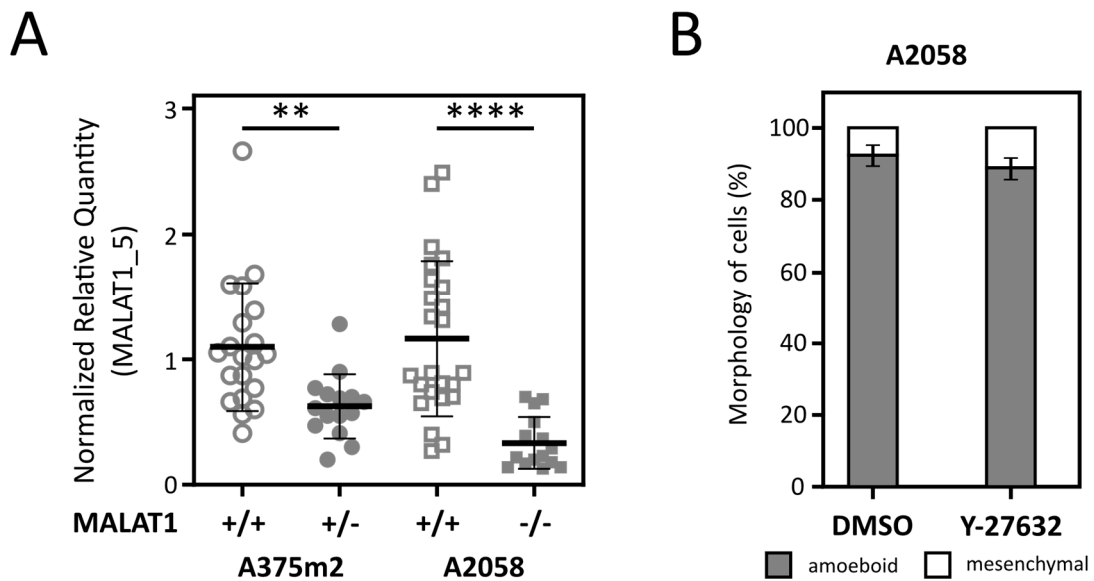 A
B
A2058
**
****
3
2
1
0
Normalized Relative Quantity
(MALAT1_5)
MALAT1 +/+ +/- +/+ -/-
A375m2 A2058
100
80
60
40
20
0
Morphology of cells (%)
DMSO Y-27632
amoeboid mesenchymal